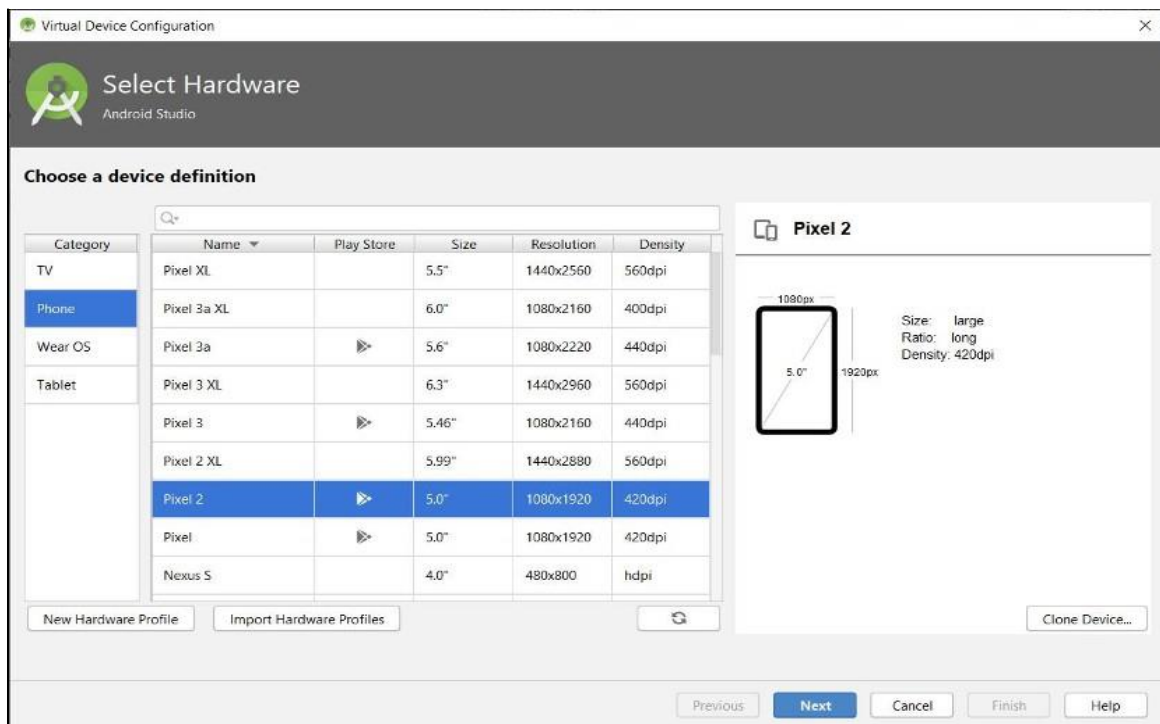 Virtual Device Configuration
Select Hardware
Android Studio
Choose a device definition
Category
TV
Phone
Wear OS
Tablet
Name Play Store Size Resolution Density
Pixel XL 5.5" 1440x2560 560dpi
Pixel 3a XL 6.0" 1080x2160 400dpi
Pixel 3a 5.6" 1080x2220 440dpi
Pixel 3 XL 6.3" 1440x2960 560dpi
Pixel 3 5.46" 1080x2160 440dpi
Pixel 2 XL 5.99" 1440x2880 560dpi
Pixel 2 5.0" 1080x1920 420dpi
Pixel 5.0" 1080x1920 420dpi
Nexus S 4.0" 480x800 hdpi
New Hardware Profile Import Hardware Profiles
Pixel 2
1080px
5.0"
1920px
Size: large
Ratio: long
Density: 420dpi
Clone Device...
Previous Next Cancel Finish Help